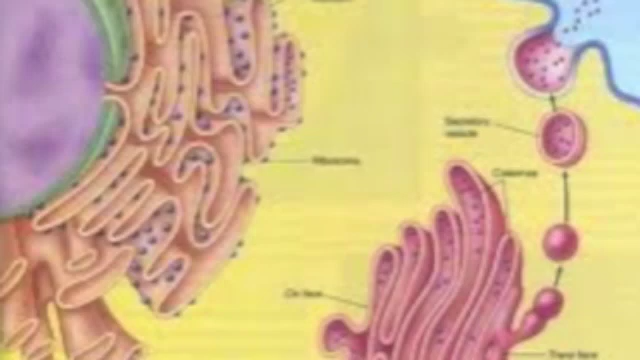 Secretory
vesicle
Ribosome
Cisternae
Cis face
Trans face